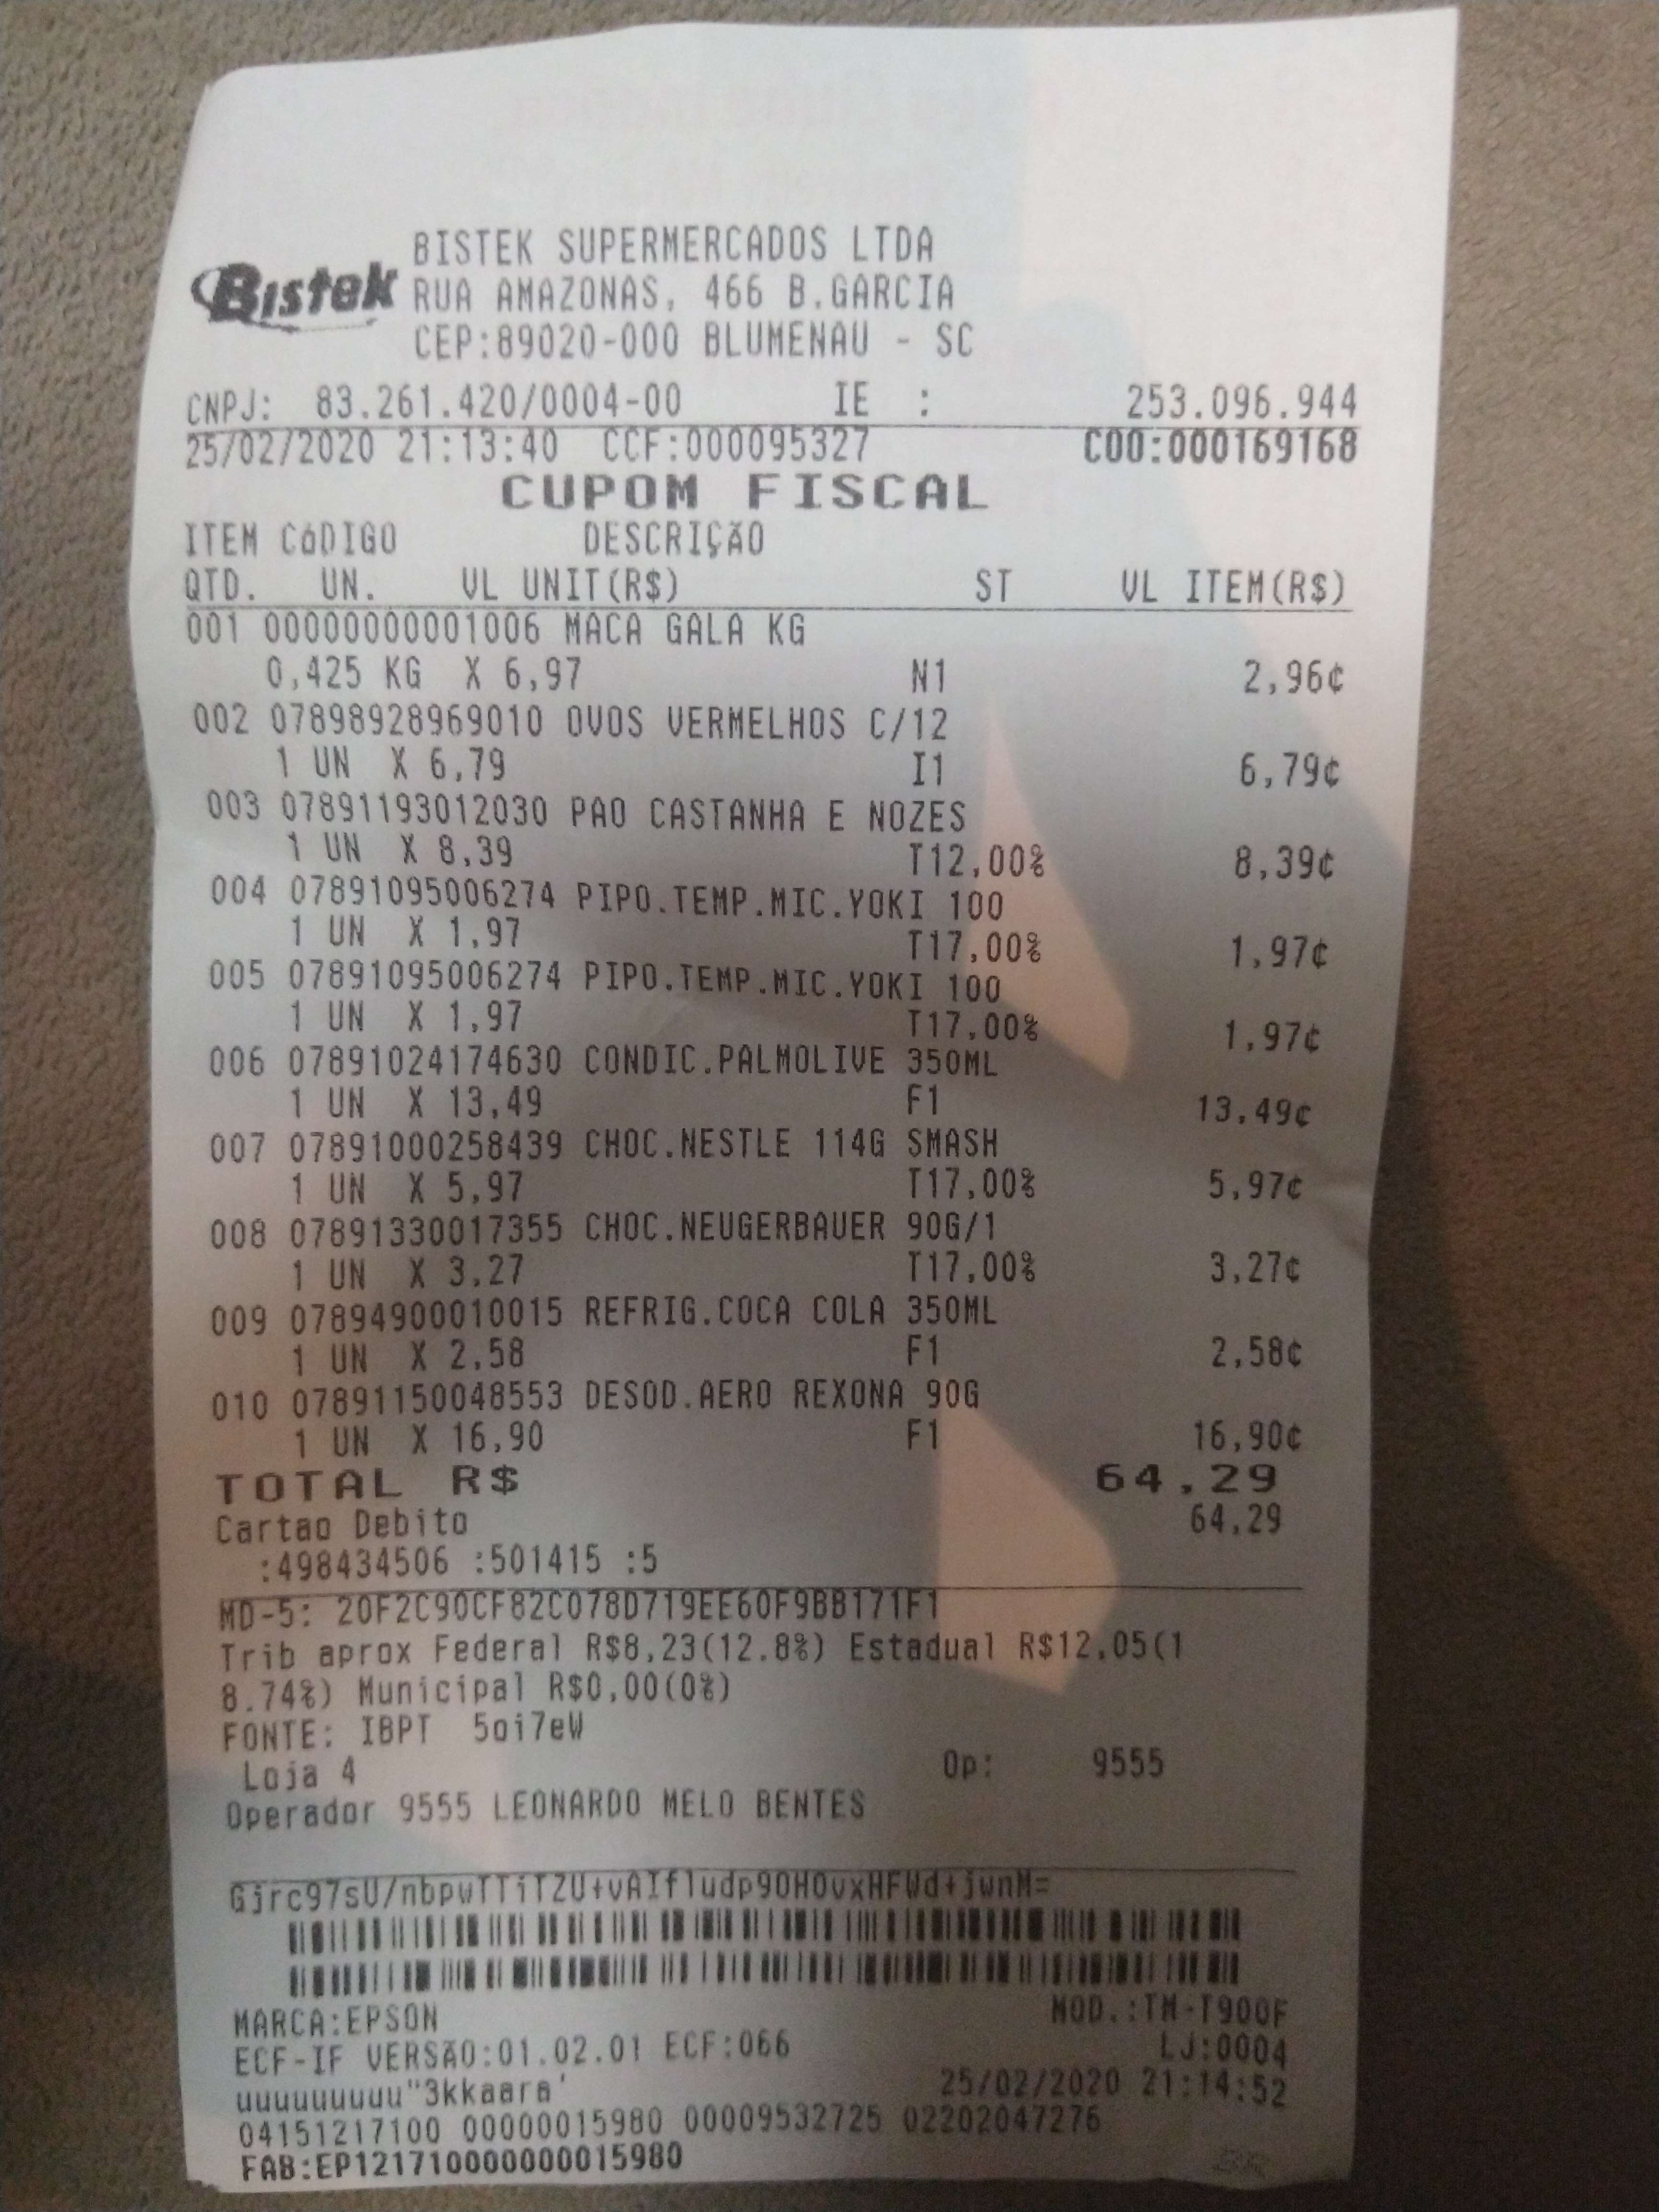 BISTEK SUPERMERCADOS LTDA
Bistek RUA AMAZONAS, 466 B.GARCIA
CEP:89020-000 BLUMENAU - SC
CNPJ: 83.261.420/0004-00 IE : 253.096.944
25/02/2020 21:13:40 CCF:000095327 COO:000169168
CUPOM FISCAL
ITEM CóDIGO DESCRIÇÃO
QTD. UN. VL UNIT(R$) ST VL ITEM(R$)
001 00000000001006 MACA GALA KG
0,425 KG X 6,97 N1 2,96¢
002 07898928969010 OVOS VERMELHOS C/12
1 UN X 6,79 I1 6,79¢
003 07891193012030 PAO CASTANHA E NOZES
1 UN X 8,39 T12,00% 8,39¢
004 07891095006274 PIPO.TEMP.MIC.YOKI 100
1 UN X 1,97 T17,00% 1,97¢
005 07891095006274 PIPO.TEMP.MIC.YOKI 100
1 UN X 1,97 T17,00% 1,97¢
006 07891024174630 CONDIC.PALMOLIVE 350ML
1 UN X 13,49 F1 13,49¢
007 07891000258439 CHOC.NESTLE 114G SMASH
1 UN X 5,97 T17,00% 5,97¢
008 07891330017355 CHOC.NEUGERBAUER 90G/1
1 UN X 3,27 T17,00% 3,27¢
009 07894900010015 REFRIG.COCA COLA 350ML
1 UN X 2,58 F1 2,58¢
010 07891150048553 DESOD.AERO REXONA 90G
1 UN X 16,90 F1 16,90¢
TOTAL R$ 64,29
Cartao Debito 64,29
:498434506 :501415 :5
MD-5: 20F2C90CF82C078D719EE60F9BB171F1
Trib aprox Federal R$8,23(12.8%) Estadual R$12,05(1
8.74%) Municipal R$0,00(0%)
FONTE: IBPT 5oi7eW
Loja 4 Op: 9555
Operador 9555 LEONARDO MELO BENTES
Gjrc97sU/nbpwTTiTZU+vAIfludp90HOvxHFWd+jwnM=
MARCA:EPSON MOD.:TM-T900F
ECF-IF VERSÃO:01.02.01 ECF:066 LJ:0004
uuuuuuuuu"3kkaara' 25/02/2020 21:14:52
04151217100 00000015980 00009532725 02202047276
FAB:EP121710000000015980